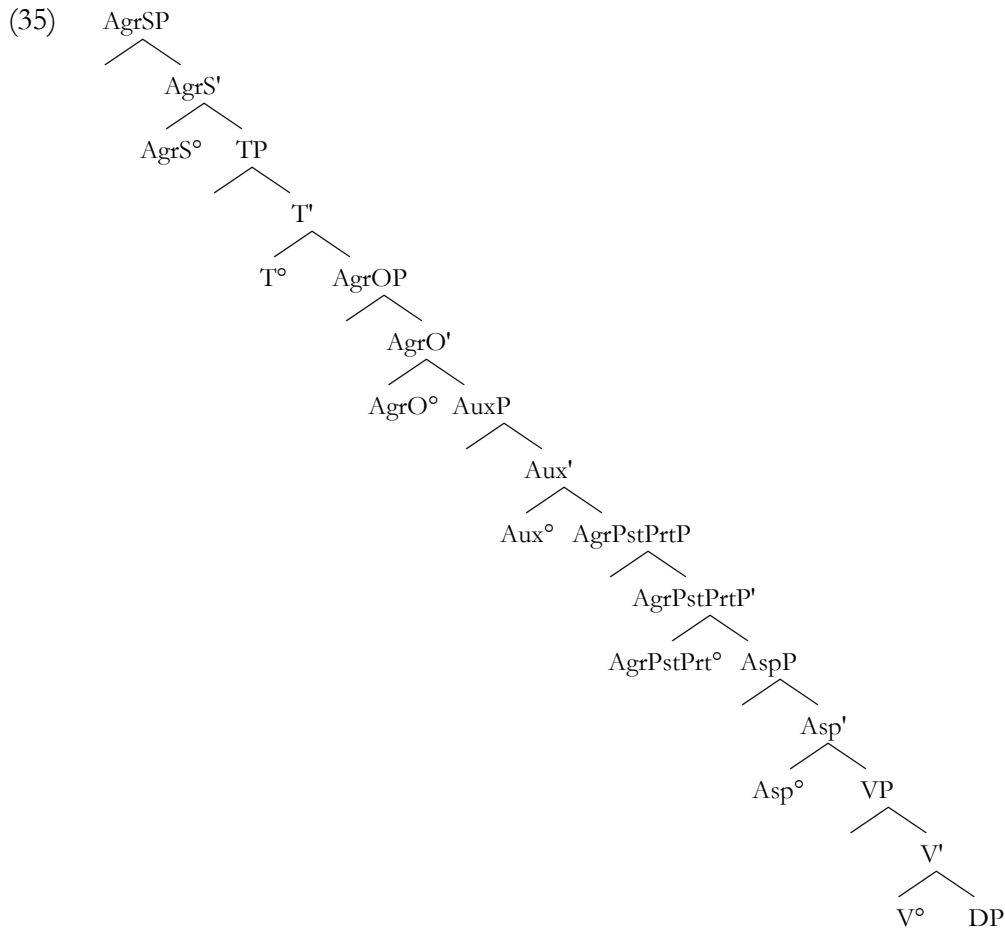 (35) AgrSP
AgrS'
AgrS° TP
T'
T° AgrOP
AgrO'
AgrO° AuxP
Aux'
Aux° AgrPstPrtP
AgrPstPrtP'
AgrPstPrt° AspP
Asp'
Asp° VP
V'
V° DP